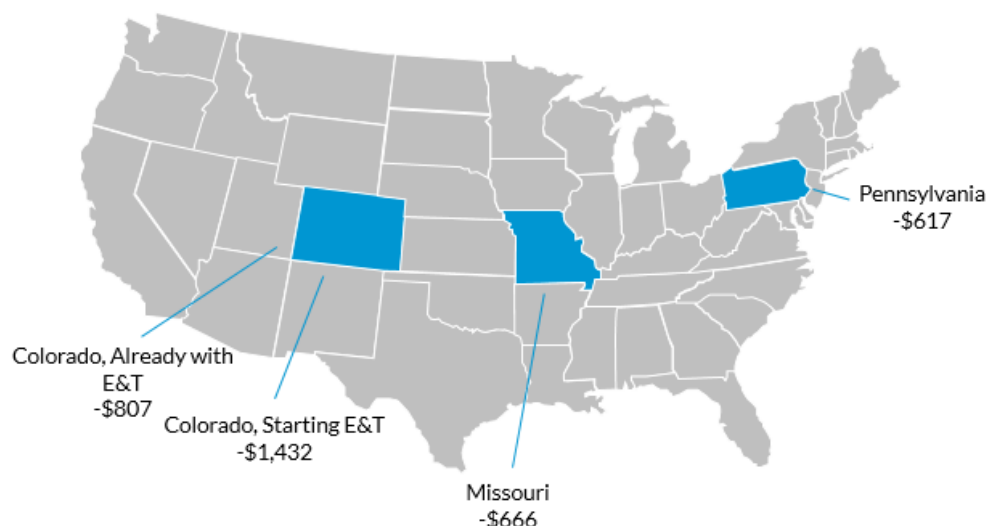 Pennsylvania
-$617
Colorado, Already with
E&T
-$807
Colorado, Starting E&T
-$1,432
Missouri
-$666